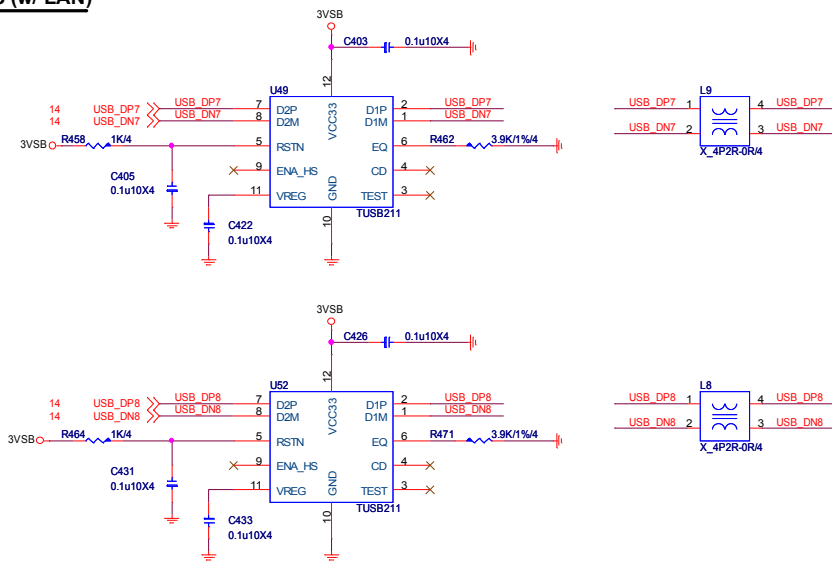 (w/ LAN)
3VSB
C403 0.1u10X4
12
U49
14 USB_DP7 USB_DP7 7 D2P VCC33 D1P 2 USB_DP7
14 USB_DN7 USB_DN7 8 D2M D1M 1 USB_DN7
3VSB R458 1K/4 5 RSTN EQ 6 R462 3.9K/1%/4
9 ENA_HS CD 4
11 VREG GND TEST 3
C405
0.1u10X4
10
TUSB211
C422
0.1u10X4
L9
USB_DP7 1 4 USB_DP7
USB_DN7 2 3 USB_DN7
X_4P2R-0R/4
3VSB
C426 0.1u10X4
12
U52
14 USB_DP8 USB_DP8 7 D2P VCC33 D1P 2 USB_DP8
14 USB_DN8 USB_DN8 8 D2M D1M 1 USB_DN8
3VSB R464 1K/4 5 RSTN EQ 6 R471 3.9K/1%/4
9 ENA_HS CD 4
11 VREG GND TEST 3
C431
0.1u10X4
10
TUSB211
C433
0.1u10X4
L8
USB_DP8 1 4 USB_DP8
USB_DN8 2 3 USB_DN8
X_4P2R-0R/4